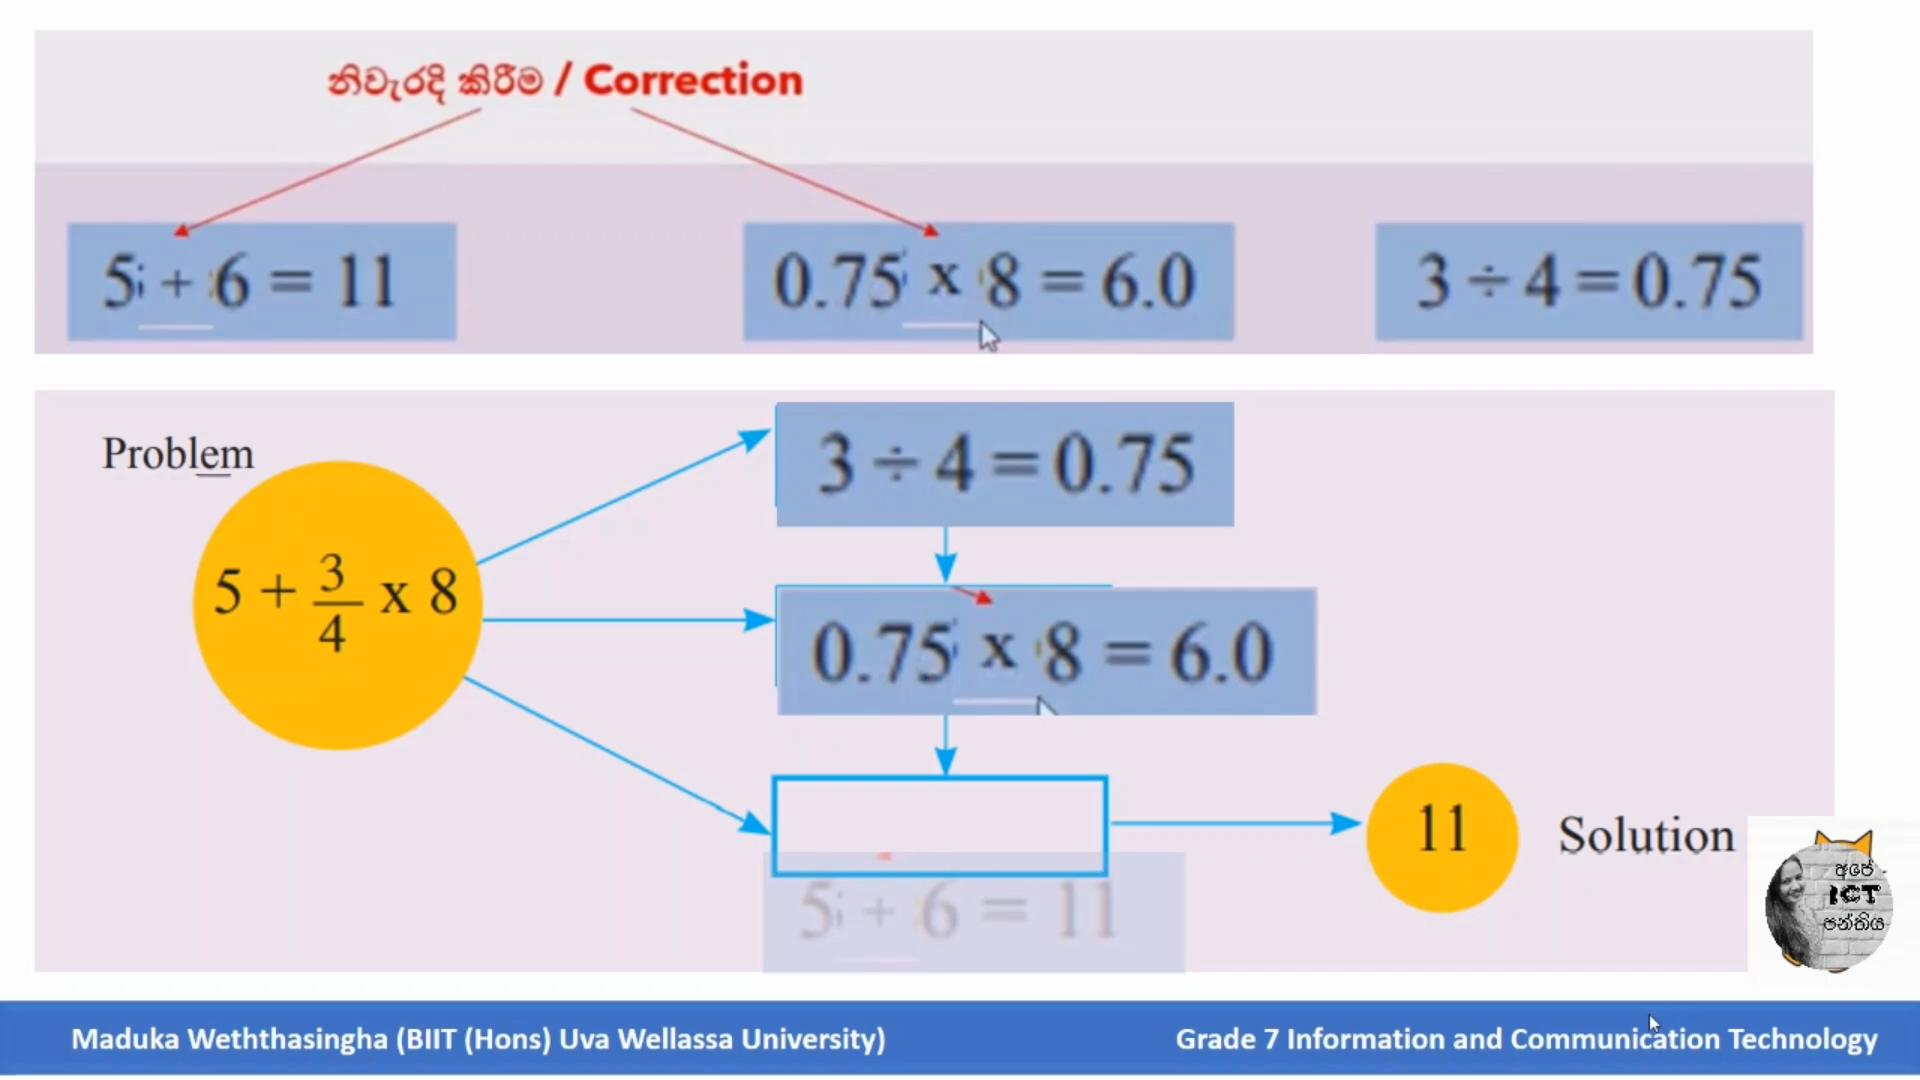 නිවැරදි කිරීම / Correction
5 + 6 = 11
0.75 x 8 = 6.0
3 ÷ 4 = 0.75
Problem
5 + 3/4 x 8
3 ÷ 4 = 0.75
0.75 x 8 = 6.0
5 + 6 = 11
11
Solution
අපේ
ICT
පන්තිය
Maduka Weththasingha (BIIT (Hons) Uva Wellassa University)
Grade 7 Information and Communication Technology